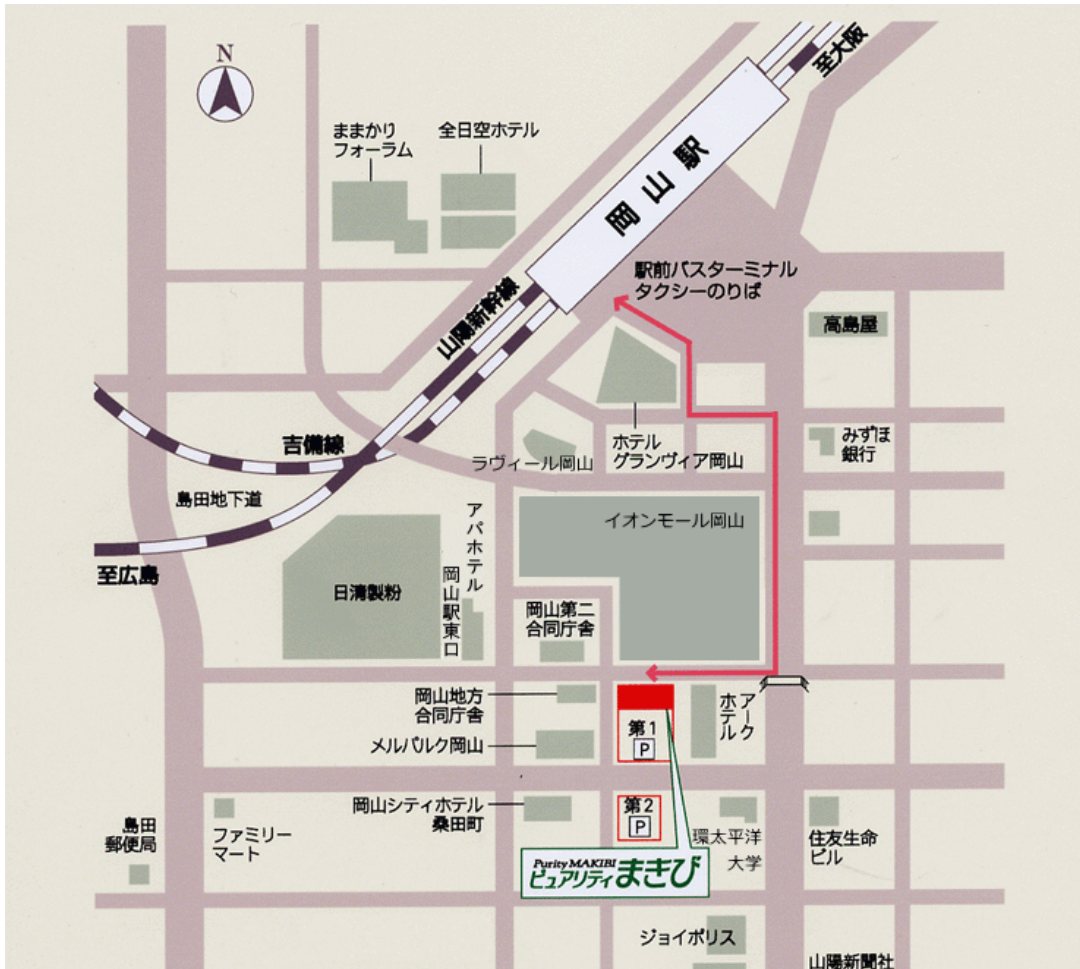 N
至大阪
ままかり
フォーラム
全日空ホテル
岡山駅
駅前バスターミナル
タクシーのりば
山陽新幹線
高島屋
吉備線
ホテル
グランヴィア岡山
みずほ
銀行
ラヴィール岡山
島田地下道
アパホテル
岡山駅東口
イオンモール岡山
至広島
日清製粉
岡山第二
合同庁舎
岡山地方
合同庁舎
アーク
ホテル
第1
P
メルパルク岡山
岡山シティホテル
桑田町
第2
P
島田
郵便局
ファミリー
マート
環太平洋
大学
住友生命
ビル
Purity MAKIBI
ピュアリティまきび
ジョイポリス
山陽新聞社